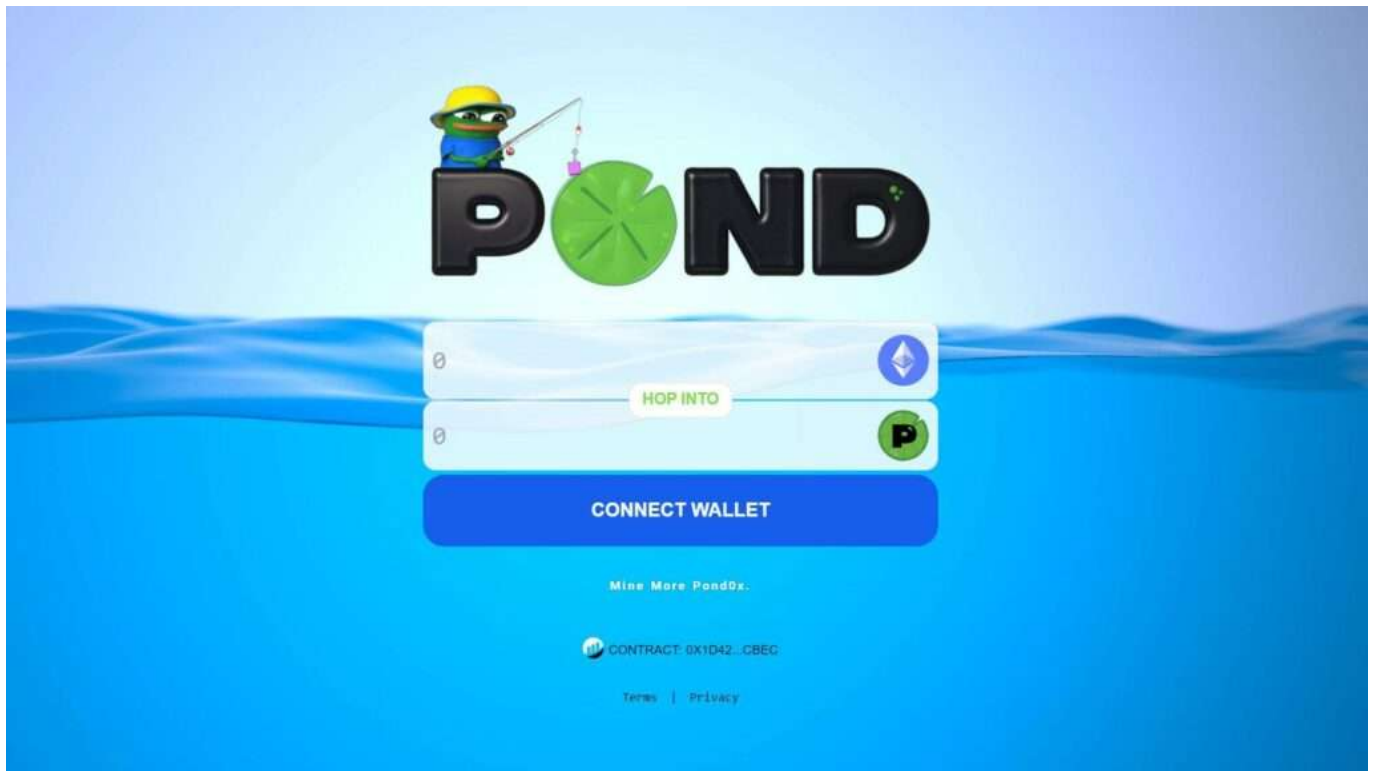 POND
0
HOP INTO
0
P
CONNECT WALLET
Mine More Pond0x.
CONTRACT: 0X1D42...CBEC
Terms | Privacy